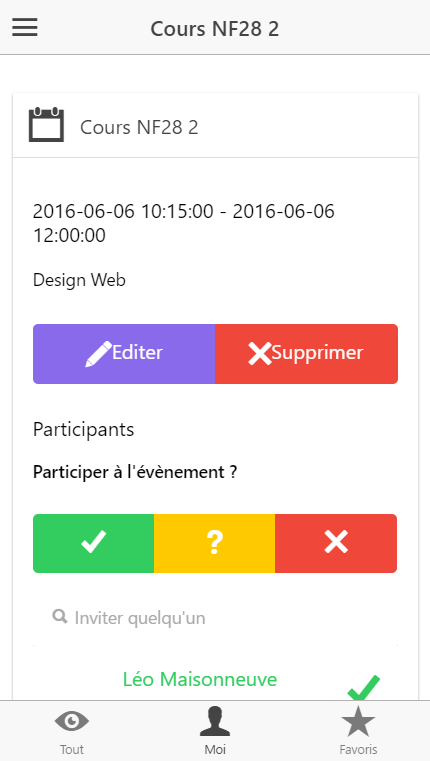 Cours NF28 2
Cours NF28 2
2016-06-06 10:15:00 - 2016-06-06
12:00:00
Design Web
Editer Supprimer
Participants
Participer à l'évènement ?
?
Inviter quelqu'un
Léo Maisonneuve
Tout Moi Favoris